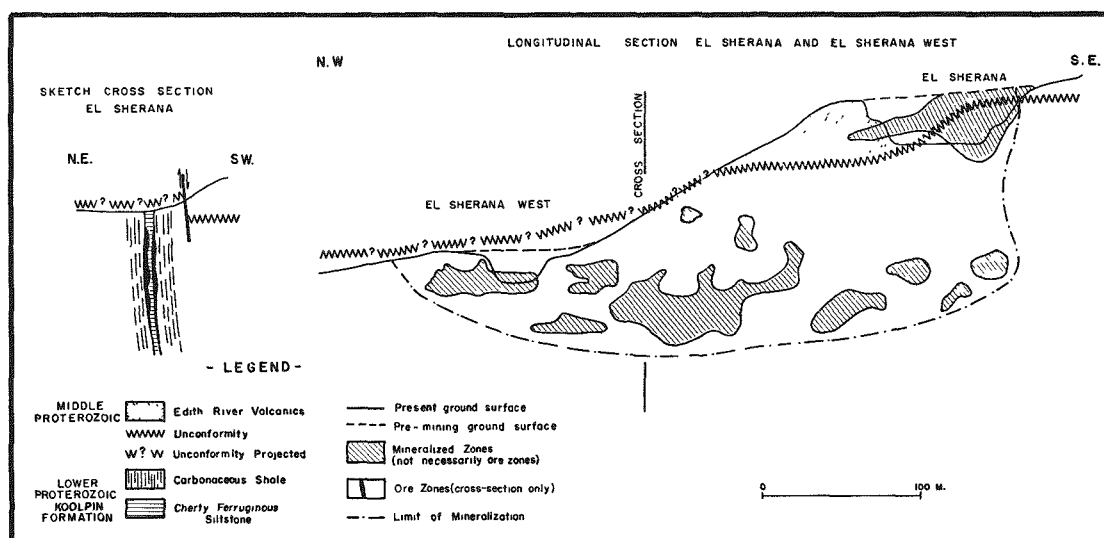 LONGITUDINAL SECTION EL SHERANA AND EL SHERANA WEST
N.W
S.E.
EL SHERANA
SKETCH CROSS SECTION
EL SHERANA
N.E.
SW.
CROSS SECTION
EL SHERANA WEST
? ? ?
? ? ? ? ? ?
- LEGEND -
MIDDLE
PROTEROZOIC
Edith River Volcanics
Unconformity
? Unconformity Projected
LOWER
PROTEROZOIC
KOOLPIN
FORMATION
Carbonaceous Shale
Cherty Ferruginous
Siltstone
Present ground surface
Pre-mining ground surface
Mineralized Zones
(not necessarily ore zones)
Ore Zones (cross-section only)
Limit of Mineralization
0 100 M.